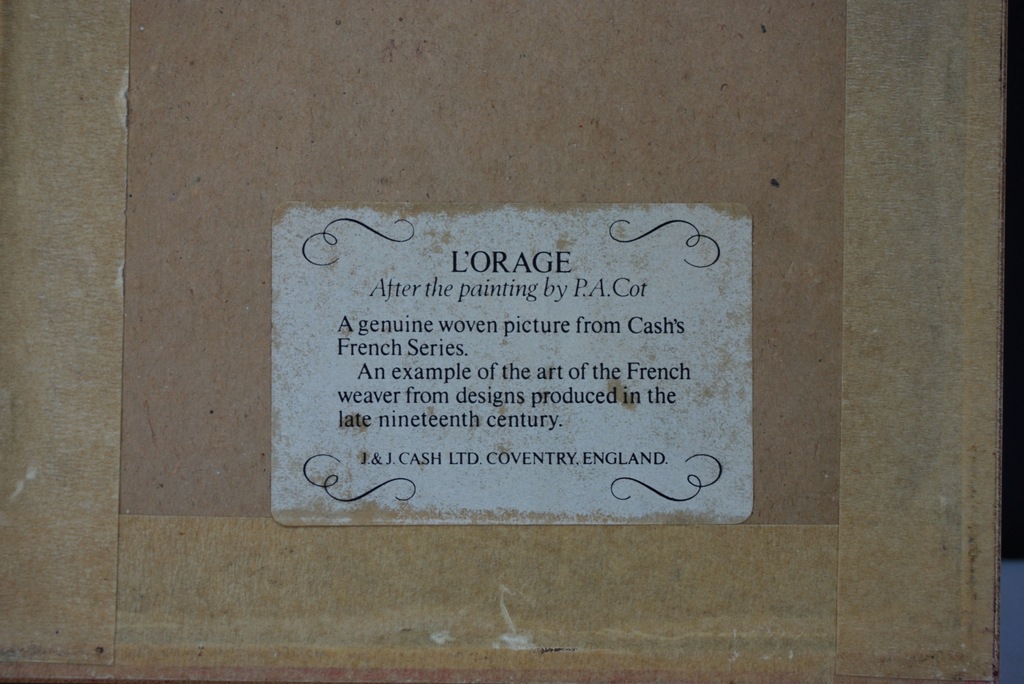 L'ORAGE
After the painting by P.A.Cot
A genuine woven picture from Cash's
French Series.
An example of the art of the French
weaver from designs produced in the
late nineteenth century.
J.& J. CASH LTD. COVENTRY, ENGLAND.